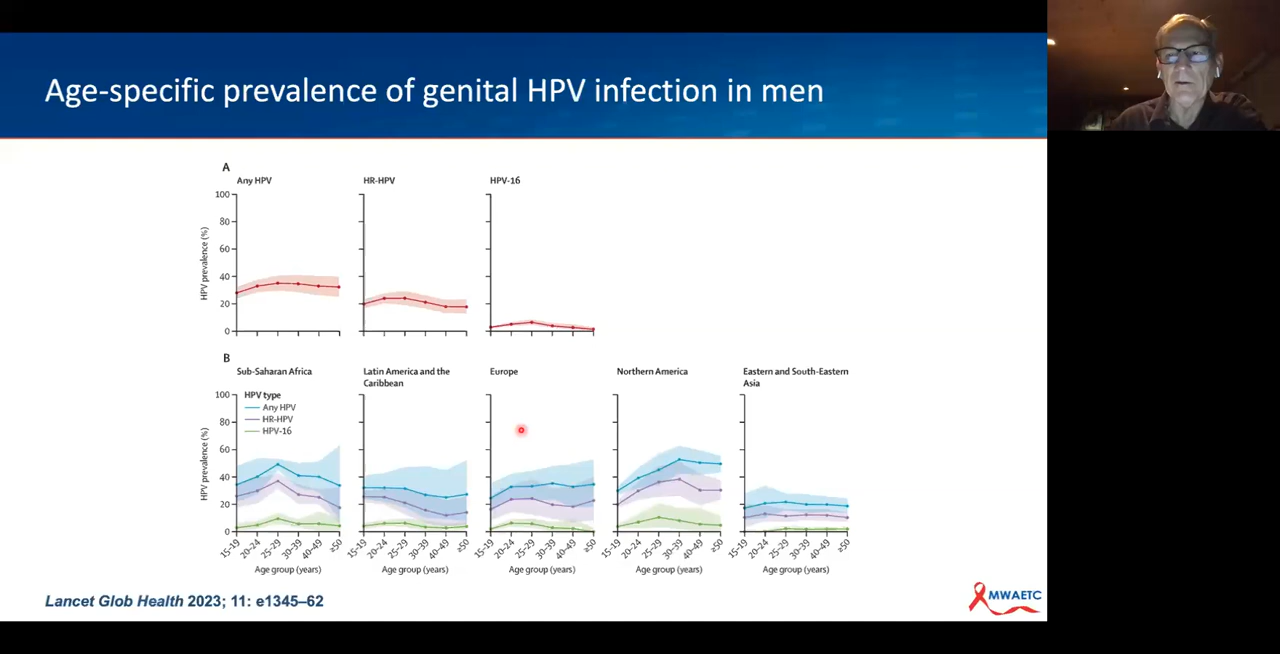 Age-specific prevalence of genital HPV infection in men
A
Any HPV
HR-HPV
HPV-16
HPV prevalence (%)
100
80
60
40
20
0
B
Sub-Saharan Africa
Latin America and the
Caribbean
Europe
Northern America
Eastern and South-Eastern
Asia
HPV prevalence (%)
100
80
60
40
20
0
HPV type
Any HPV
HR-HPV
HPV-16
15-19 20-24 25-29 30-39 40-49 ≥50
15-19 20-24 25-29 30-39 40-49 ≥50
15-19 20-24 25-29 30-39 40-49 ≥50
15-19 20-24 25-29 30-39 40-49 ≥50
15-19 20-24 25-29 30-39 40-49 ≥50
Age group (years)
Age group (years)
Age group (years)
Age group (years)
Age group (years)
Lancet Glob Health 2023; 11: e1345–62
MWAETC